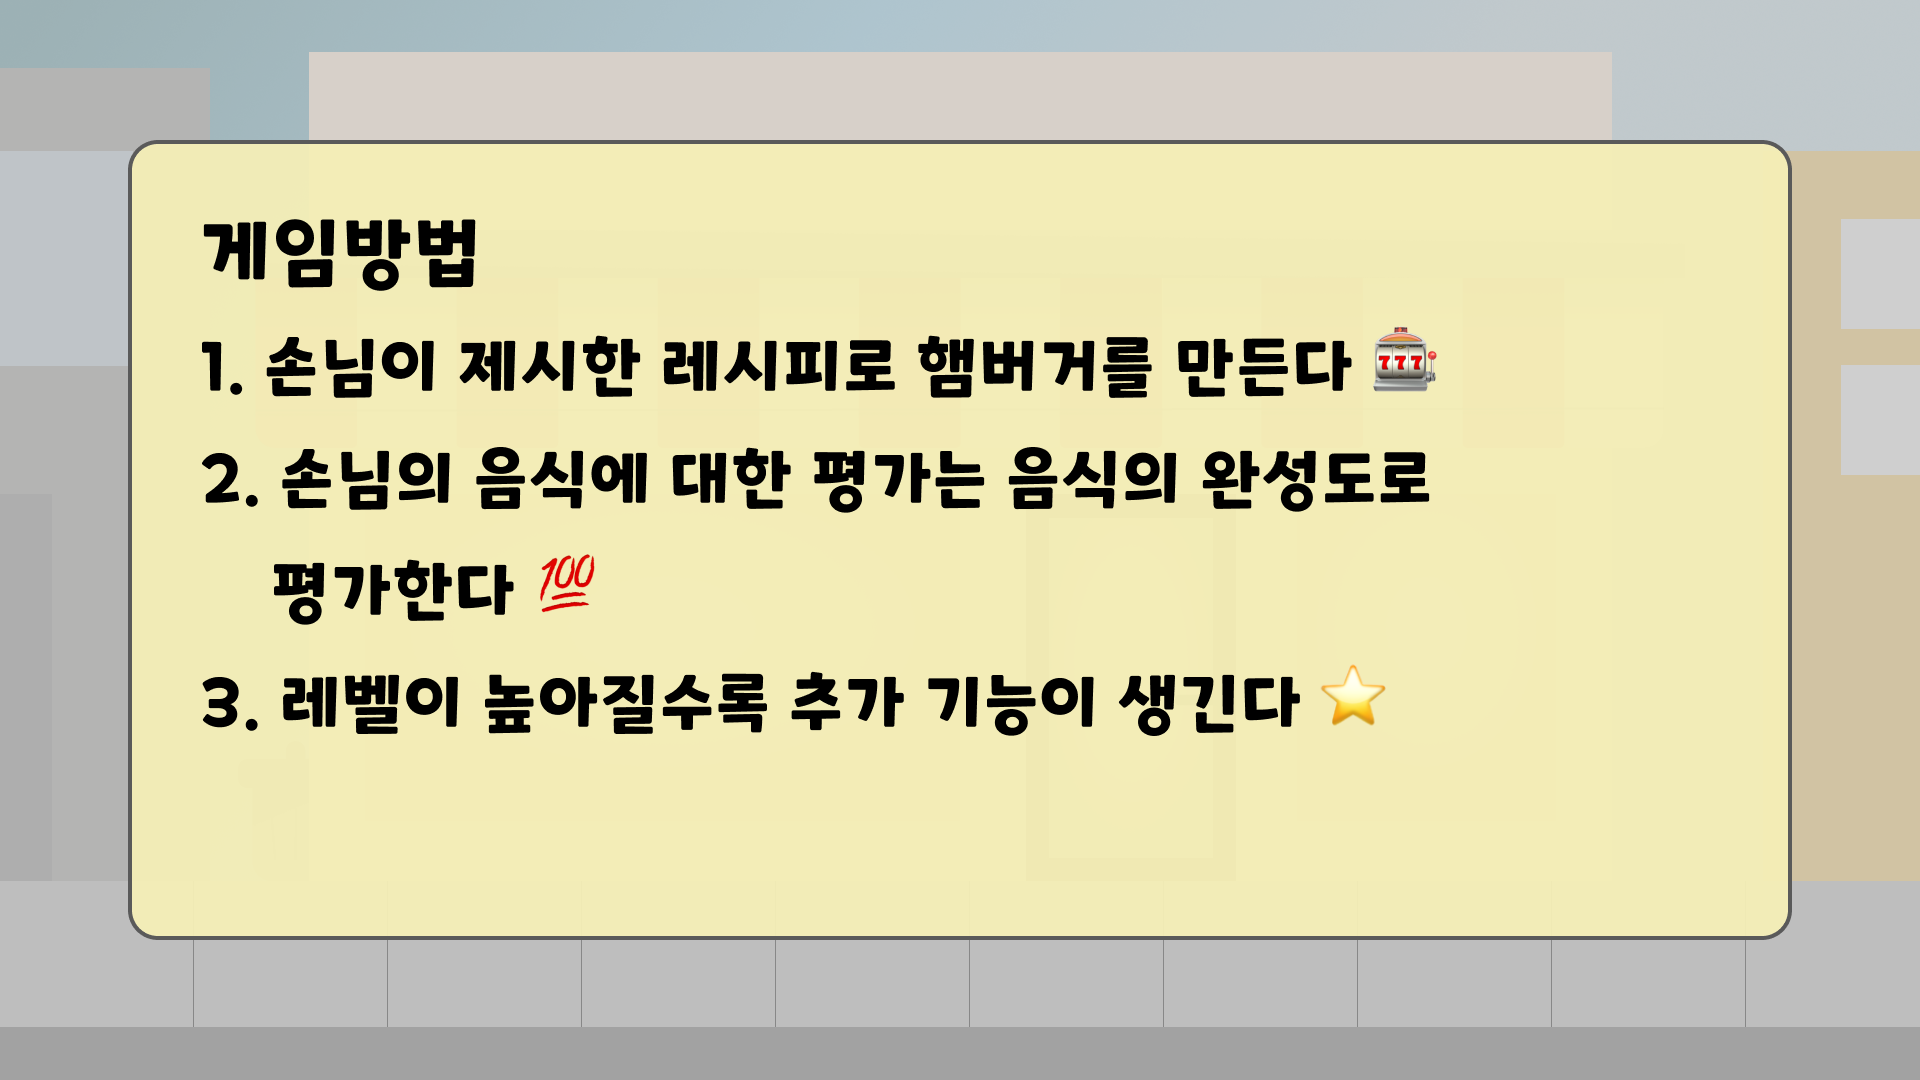 게임방법
1. 손님이 제시한 레시피로 햄버거를 만든다 🎰
2. 손님의 음식에 대한 평가는 음식의 완성도로
평가한다 💯
3. 레벨이 높아질수록 추가 기능이 생긴다 ⭐